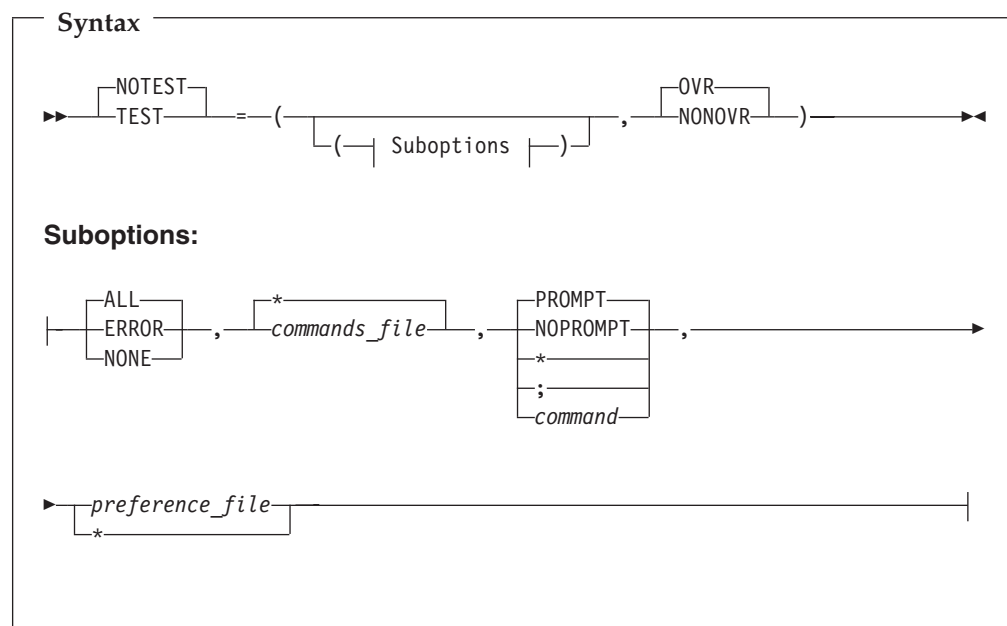 Syntax
NOTEST
TEST = ( ( Suboptions ) , OVR
NONOVR )
Suboptions:
ALL
ERROR
NONE , *
commands_file , PROMPT
NOPROMPT
*
;
command ,
preference_file
*